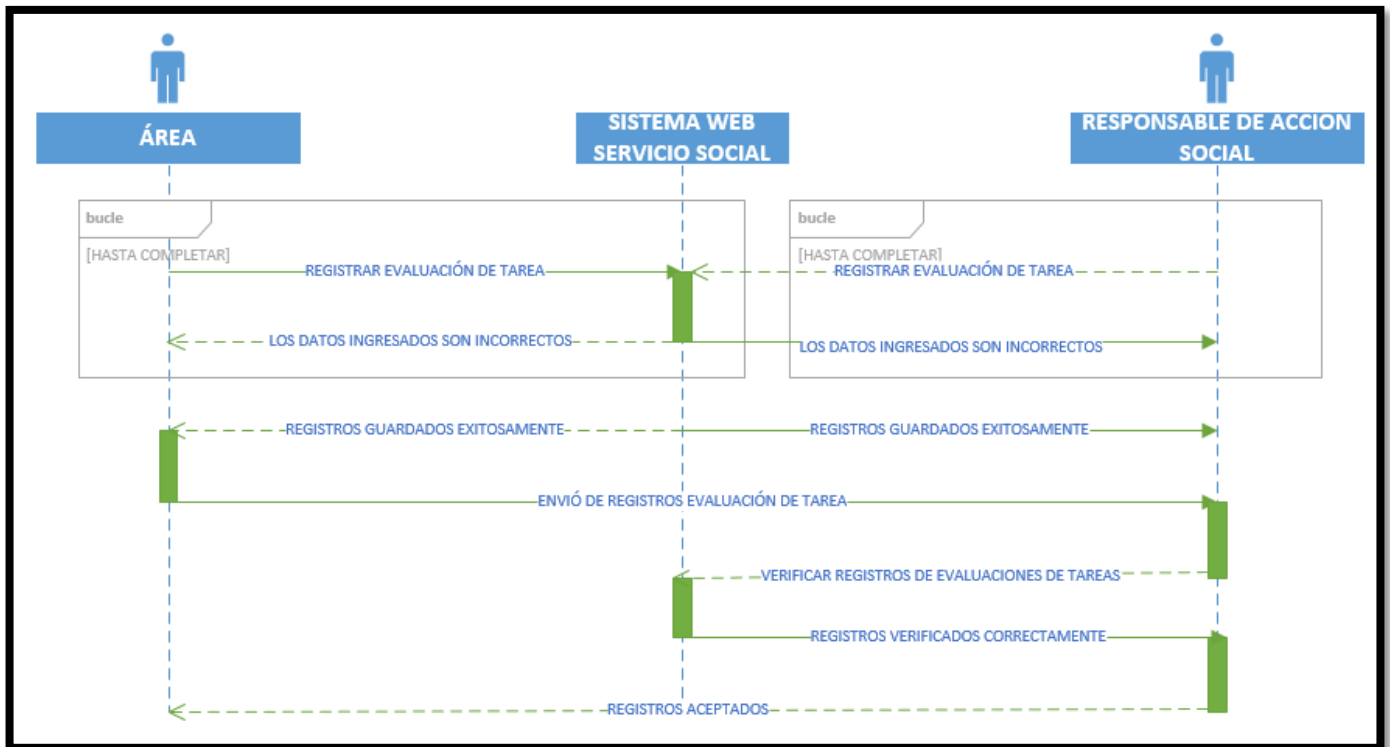 ÁREA
SISTEMA WEB
SERVICIO SOCIAL
RESPONSABLE DE ACCION
SOCIAL
bucle
[HASTA COMPLETAR]
bucle
[HASTA COMPLETAR]
REGISTRAR EVALUACIÓN DE TAREA
REGISTRAR EVALUACIÓN DE TAREA
LOS DATOS INGRESADOS SON INCORRECTOS
LOS DATOS INGRESADOS SON INCORRECTOS
REGISTROS GUARDADOS EXITOSAMENTE
REGISTROS GUARDADOS EXITOSAMENTE
ENVIÓ DE REGISTROS EVALUACIÓN DE TAREA
VERIFICAR REGISTROS DE EVALUACIONES DE TAREAS
REGISTROS VERIFICADOS CORRECTAMENTE
REGISTROS ACEPTADOS